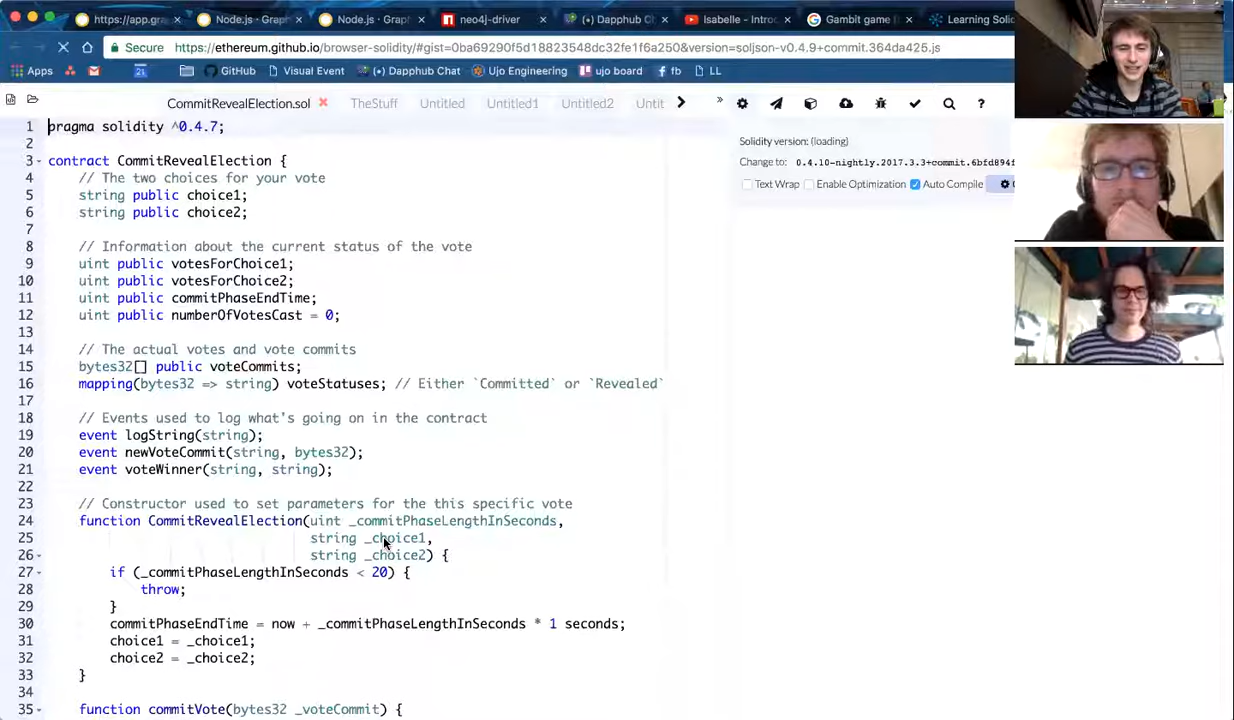 https://app.gra
Node.js - Graph
Node.js - Graph
neo4j-driver
(•) Dapphub C
Isabelle - Introd
Gambit game f
Learning Solid
Secure https://ethereum.github.io/browser-solidity/#gist=0ba69290f5d18823548dc32fe1f6a250&version=soljson-v0.4.9+commit.364da425.js
Apps 21 GitHub Visual Event (•) Dapphub Chat Ujo Engineering ujo board fb LL
CommitRevealElection.sol TheStuff Untitled Untitled1 Untitled2 Untit
Solidity version: (loading)
Change to: 0.4.10-nightly.2017.3.3+commit.6bfd894f
Text Wrap Enable Optimization Auto Compile
1 pragma solidity ^0.4.7;
2
3 contract CommitRevealElection {
4 // The two choices for your vote
5 string public choice1;
6 string public choice2;
7
8 // Information about the current status of the vote
9 uint public votesForChoice1;
10 uint public votesForChoice2;
11 uint public commitPhaseEndTime;
12 uint public numberOfVotesCast = 0;
13
14 // The actual votes and vote commits
15 bytes32[] public voteCommits;
16 mapping(bytes32 => string) voteStatuses; // Either `Committed` or `Revealed`
17
18 // Events used to log what's going on in the contract
19 event logString(string);
20 event newVoteCommit(string, bytes32);
21 event voteWinner(string, string);
22
23 // Constructor used to set parameters for the this specific vote
24 function CommitRevealElection(uint _commitPhaseLengthInSeconds,
25 string _choice1,
26 string _choice2) {
27 if (_commitPhaseLengthInSeconds < 20) {
28 throw;
29 }
30 commitPhaseEndTime = now + _commitPhaseLengthInSeconds * 1 seconds;
31 choice1 = _choice1;
32 choice2 = _choice2;
33 }
34
35 function commitVote(bytes32 _voteCommit) {